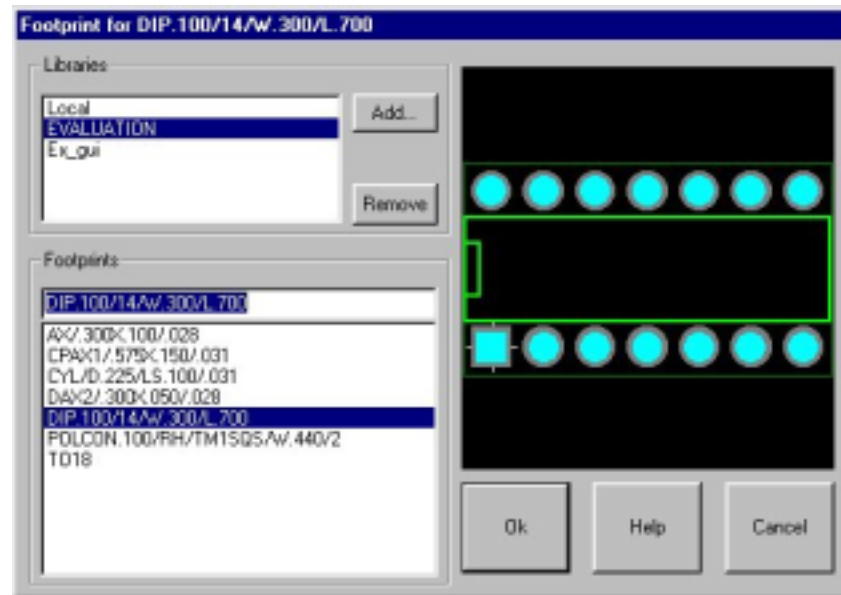 Footprint for DIP.100/14/W.300/L.700
Libraries
Local
EVALUATION
Ex_gui
Add...
Remove
Footprints
DIP.100/14/W.300/L.700
AX/.300X.100/.028
CPAX1/.575X.150/.031
CYL/D.225/LS.100/.031
DAX2/.300X.050/.028
DIP.100/14/W.300/L.700
POLCON.100/RH/TM1SQS/W.440/2
TO18
Ok
Help
Cancel